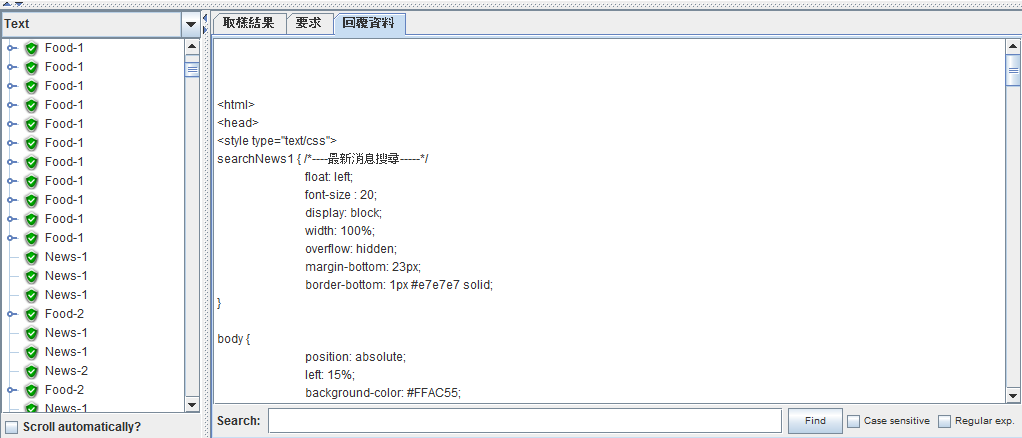 Text
Food-1
Food-1
Food-1
Food-1
Food-1
Food-1
Food-1
Food-1
Food-1
Food-1
Food-1
News-1
News-1
News-1
Food-2
News-1
News-1
News-2
Food-2
News-1
Scroll automatically?
取樣結果 要求 回覆資料
<html>
<head>
<style type="text/css">
searchNews1 { /*----最新消息搜尋-----*/
float: left;
font-size : 20;
display: block;
width: 100%;
overflow: hidden;
margin-bottom: 23px;
border-bottom: 1px #e7e7e7 solid;
}
body {
position: absolute;
left: 15%;
background-color: #FFAC55;
Search: Find Case sensitive Regular exp.